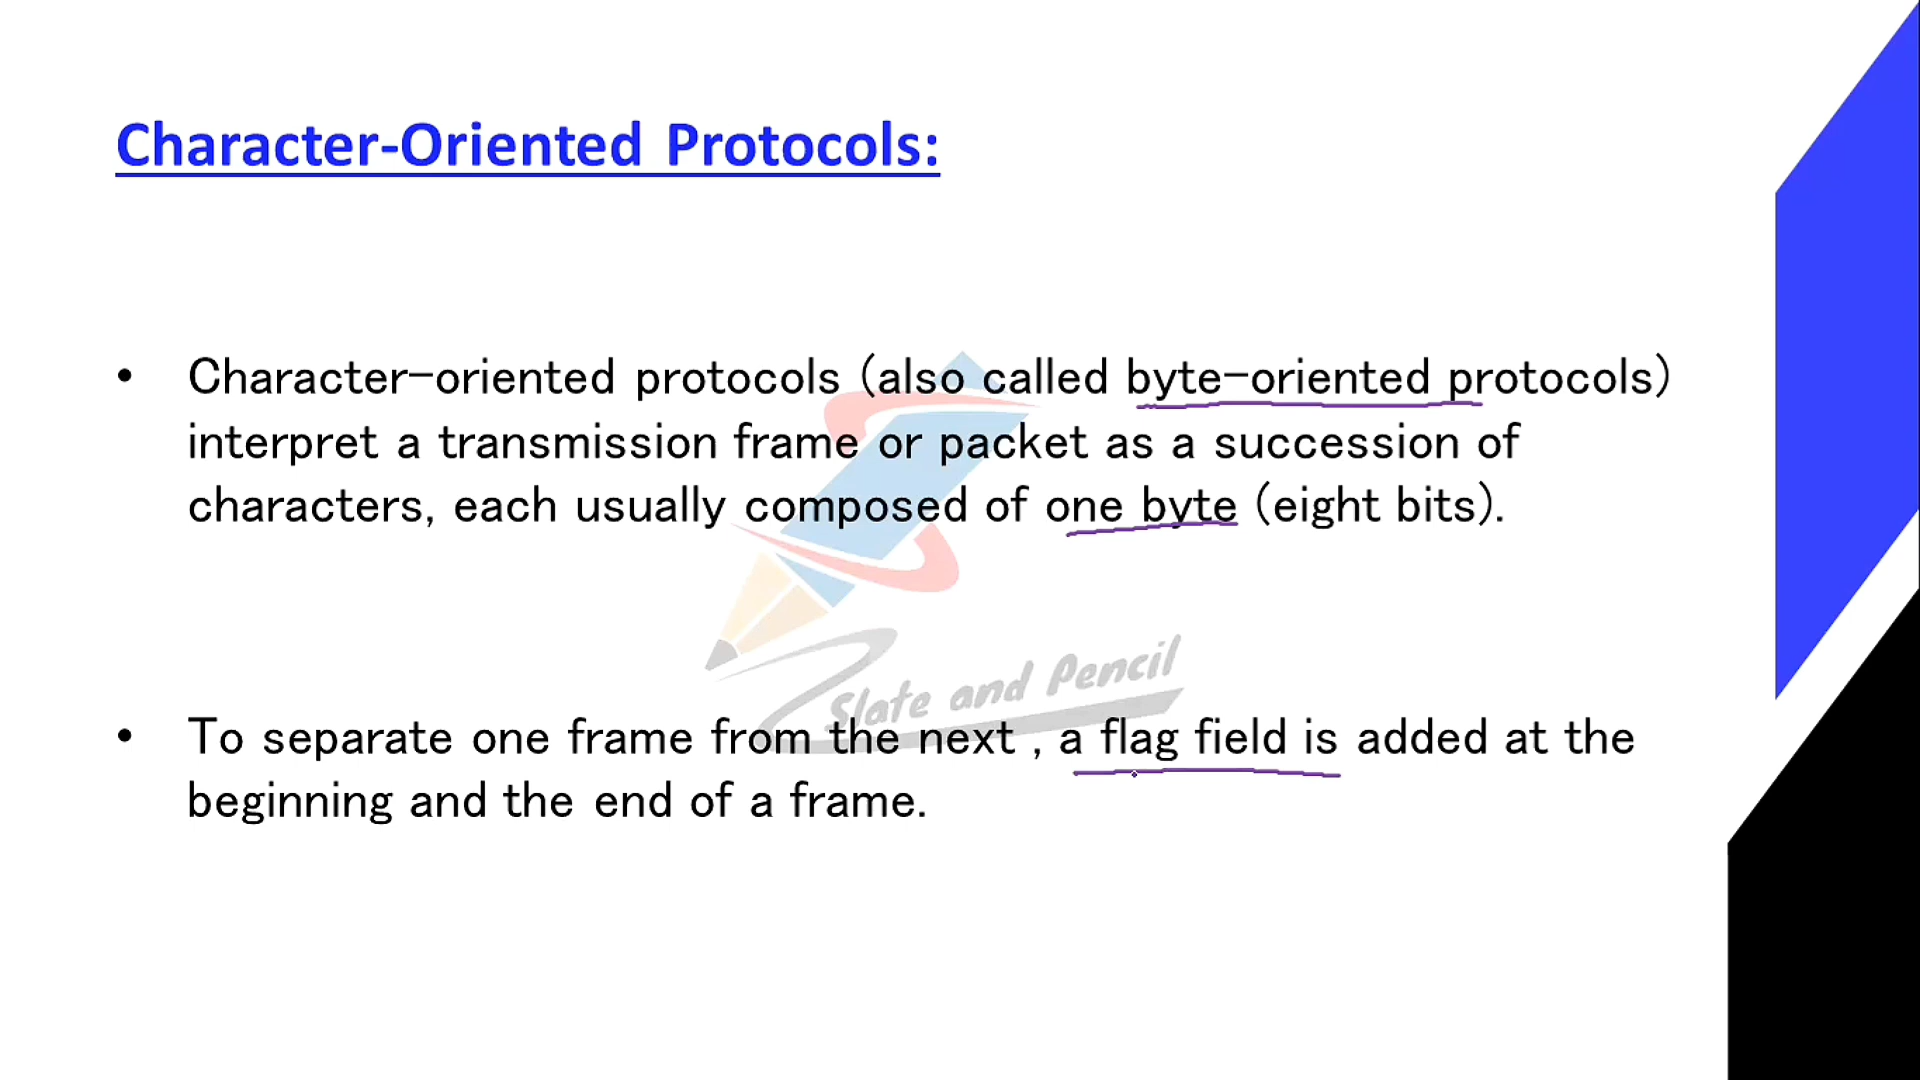 Character-Oriented Protocols:
• Character-oriented protocols (also called byte-oriented protocols)
interpret a transmission frame or packet as a succession of
characters, each usually composed of one byte (eight bits).
Slate and Pencil
• To separate one frame from the next , a flag field is added at the
beginning and the end of a frame.